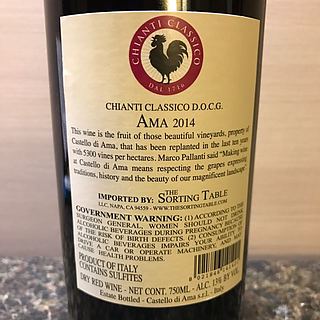 CHIANTI CLASSICO
DAL 1716
CHIANTI CLASSICO D.O.C.G.
AMA 2014
This wine is the fruit of those beautiful vineyards, property of
Castello di Ama, that has been replanted in the last ten years
with 5300 vines per hectares. Marco Pallanti said "Making wine
at Castello di Ama means respecting the grapes expressing
traditions, history and the beauty of our magnificent landscape".
IMPORTED BY: THE SORTING TABLE
LLC, NAPA, CA 94559 - WWW.THESORTINGTABLE.COM
GOVERNMENT WARNING: (1) ACCORDING TO THE
SURGEON GENERAL, WOMEN SHOULD NOT DRINK
ALCOHOLIC BEVERAGES DURING PREGNANCY BECAUSE
OF THE RISK OF BIRTH DEFECTS. (2) CONSUMPTION OF
ALCOHOLIC BEVERAGES IMPAIRS YOUR ABILITY TO
DRIVE A CAR OR OPERATE MACHINERY, AND MAY
CAUSE HEALTH PROBLEMS.
PRODUCT OF ITALY
CONTAINS SULFITES
DRY RED WINE - NET CONT. 750ML - ALC. 13% BY VOL.
Estate Bottled - Castello di Ama s.r.l. - Italy